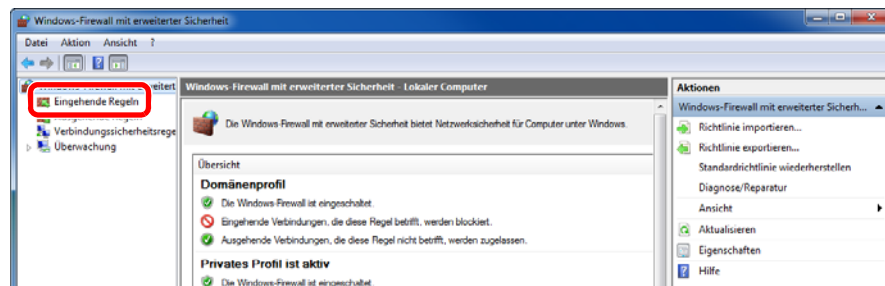 Windows-Firewall mit erweiterter Sicherheit
Datei Aktion Ansicht ?
Eingehende Regeln
Verbindungssicherheitsrege
Überwachung
Windows-Firewall mit erweiterter Sicherheit - Lokaler Computer
Die Windows-Firewall mit erweiterter Sicherheit bietet Netzwerksicherheit für Computer unter Windows.
Übersicht
Domänenprofil
Die Windows-Firewall ist eingeschaltet.
Eingehende Verbindungen, die diese Regel betrifft, werden blockiert.
Ausgehende Verbindungen, die diese Regel nicht betrifft, werden zugelassen.
Privates Profil ist aktiv
Die Windows-Firewall ist eingeschaltet.
Aktionen
Windows-Firewall mit erweiterter Sicherh...
Richtlinie importieren...
Richtlinie exportieren...
Standardrichtlinie wiederherstellen
Diagnose/Reparatur
Ansicht
Aktualisieren
Eigenschaften
Hilfe